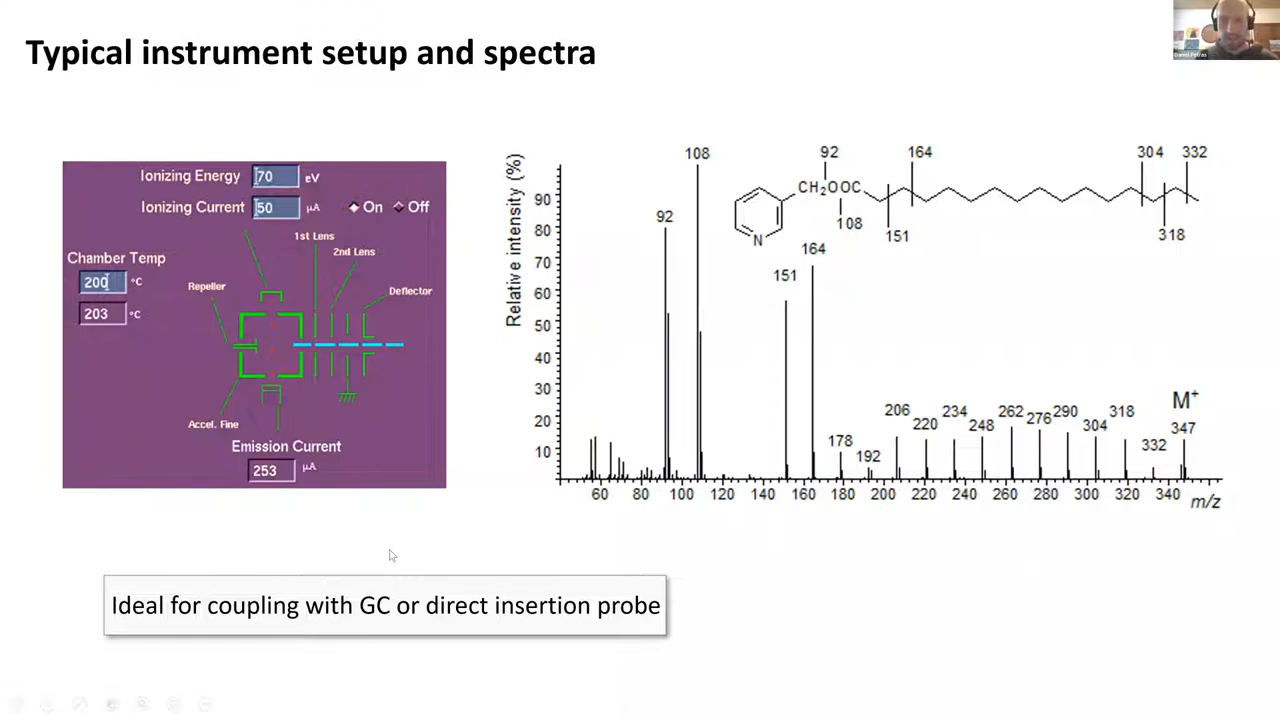 Typical instrument setup and spectra
Daniel Petras
Ionizing Energy 70 eV
Ionizing Current 50 μA On Off
1st Lens
2nd Lens
Chamber Temp
200 °C
203 °C
Repeller
Deflector
Accel. Fine
Emission Current
253 μA
Relative intensity (%)
90
80
70
60
50
40
30
20
10
92
108
151
164
178
192
206
220
234
248
262
276
290
304
318
332
M+
347
60 80 100 120 140 160 180 200 220 240 260 280 300 320 340
m/z
92 164 304 332
CH2OOC
N
108
151
318
Ideal for coupling with GC or direct insertion probe